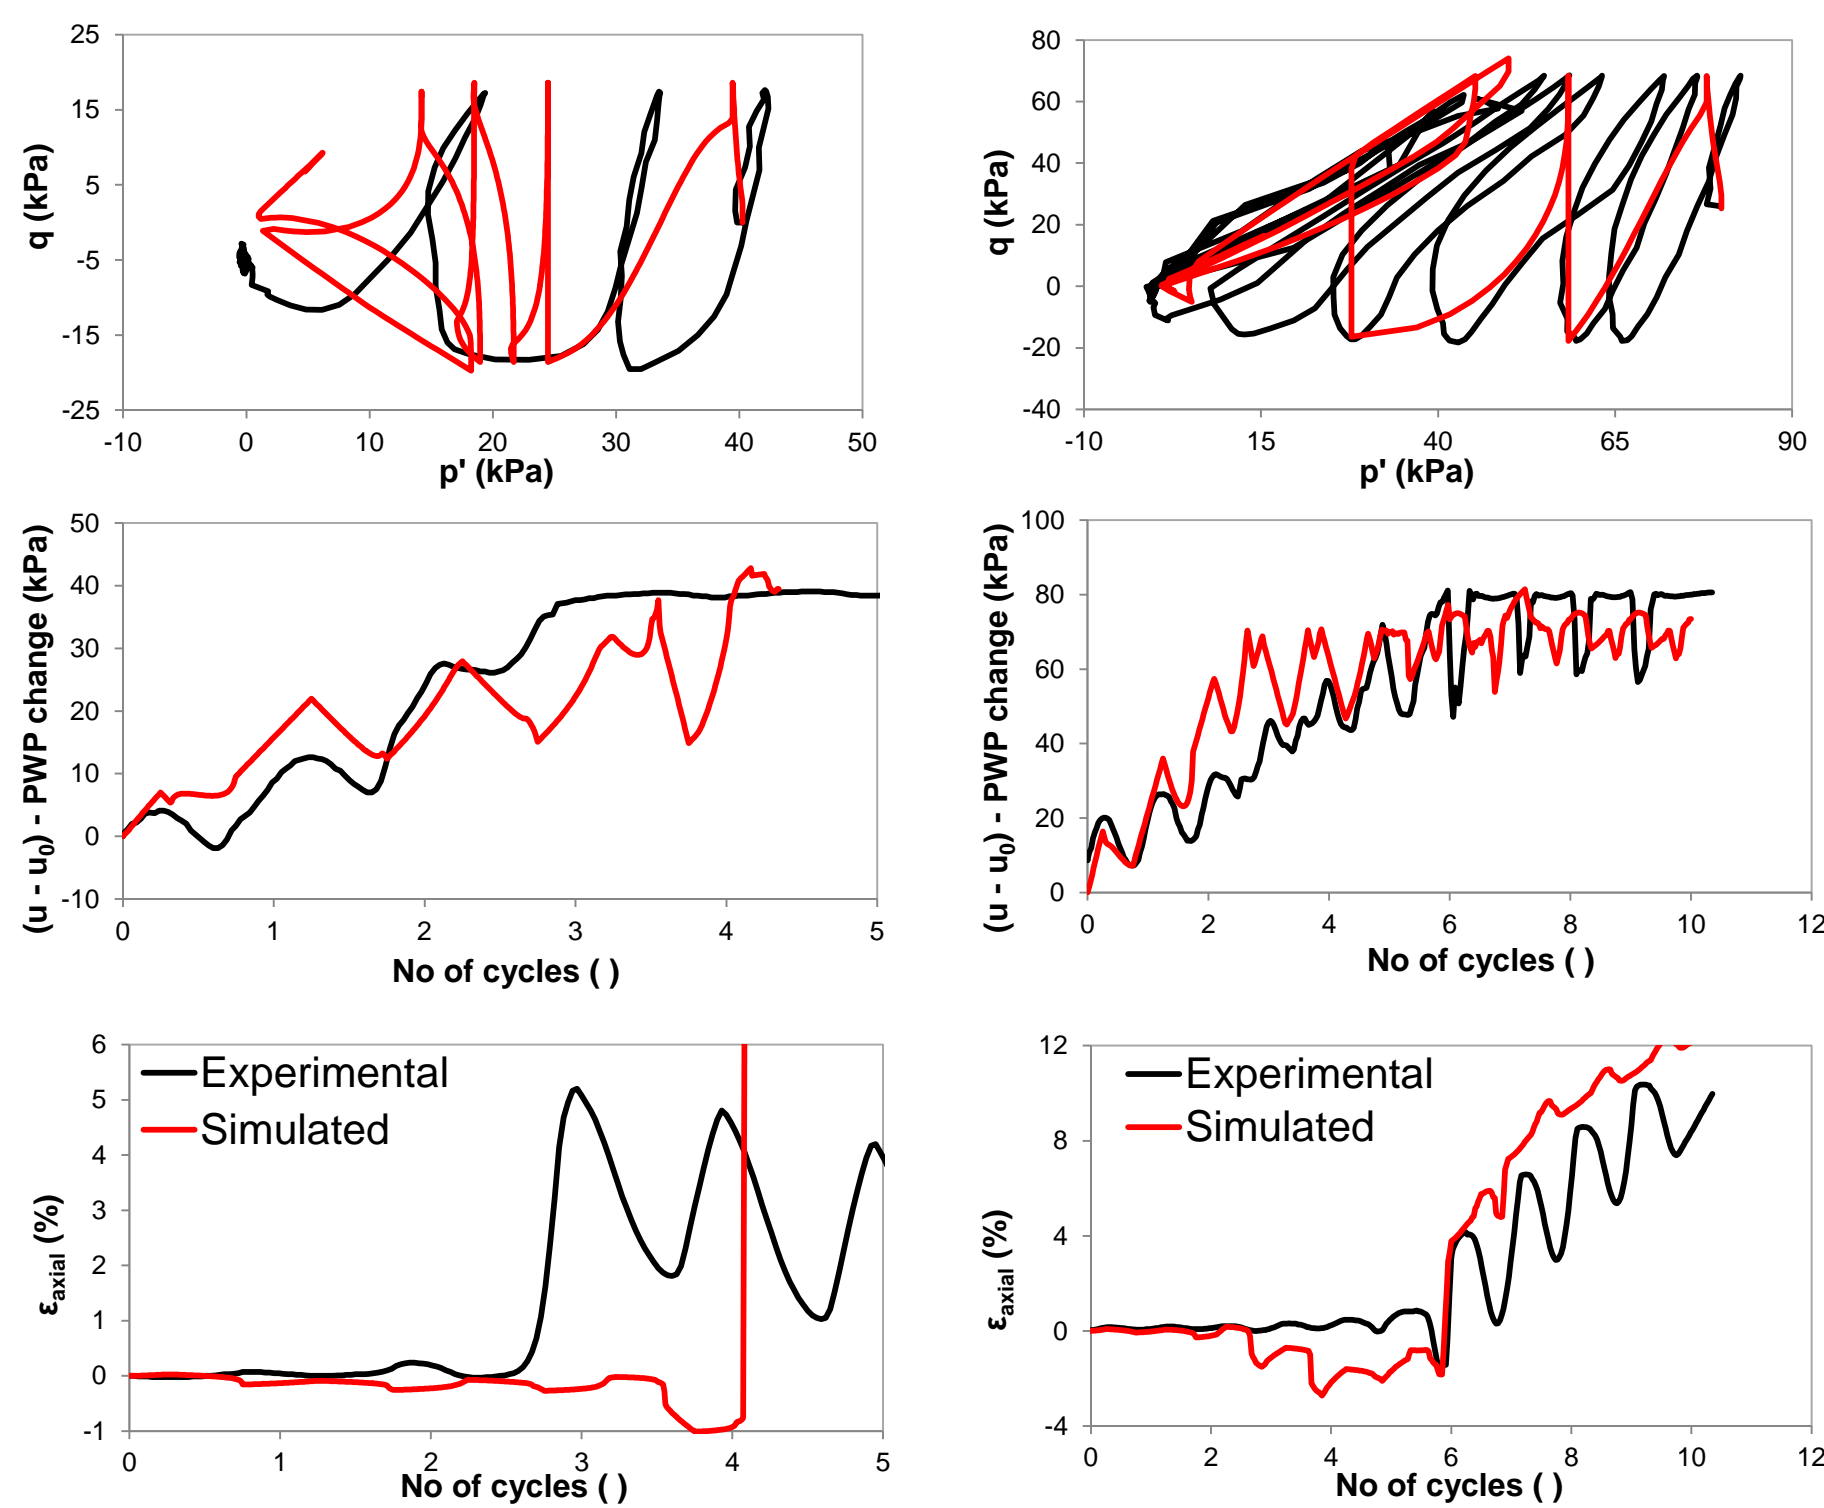 25
15
5
-5
-15
-25
q (kPa)
-10 0 10 20 30 40 50
p' (kPa)
80
60
40
20
0
-20
-40
q (kPa)
-10 15 40 65 90
p' (kPa)
50
40
30
20
10
0
-10
(u - u0) - PWP change (kPa)
0 1 2 3 4 5
No of cycles ( )
100
80
60
40
20
0
(u - u0) - PWP change (kPa)
0 2 4 6 8 10 12
No of cycles ( )
6
5
4
3
2
1
0
-1
εaxial (%)
Experimental
Simulated
0 1 2 3 4 5
No of cycles ( )
12
8
4
0
-4
εaxial (%)
Experimental
Simulated
0 2 4 6 8 10 12
No of cycles ( )